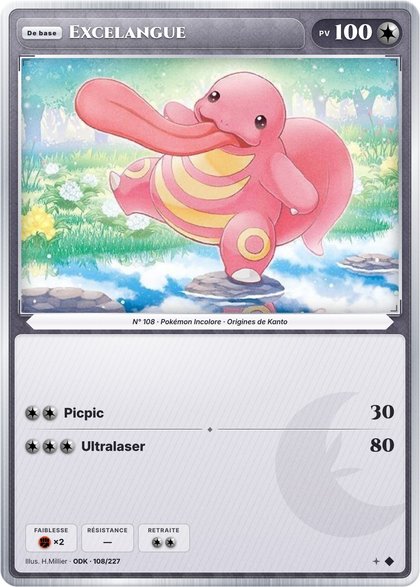 De base EXCELANGUE PV 100
N° 108 · Pokémon Incolore · Origines de Kanto
Picpic 30
Ultralaser 80
FAIBLESSE RÉSISTANCE RETRAITE
×2 —
Illus. H.Millier · ODK · 108/227